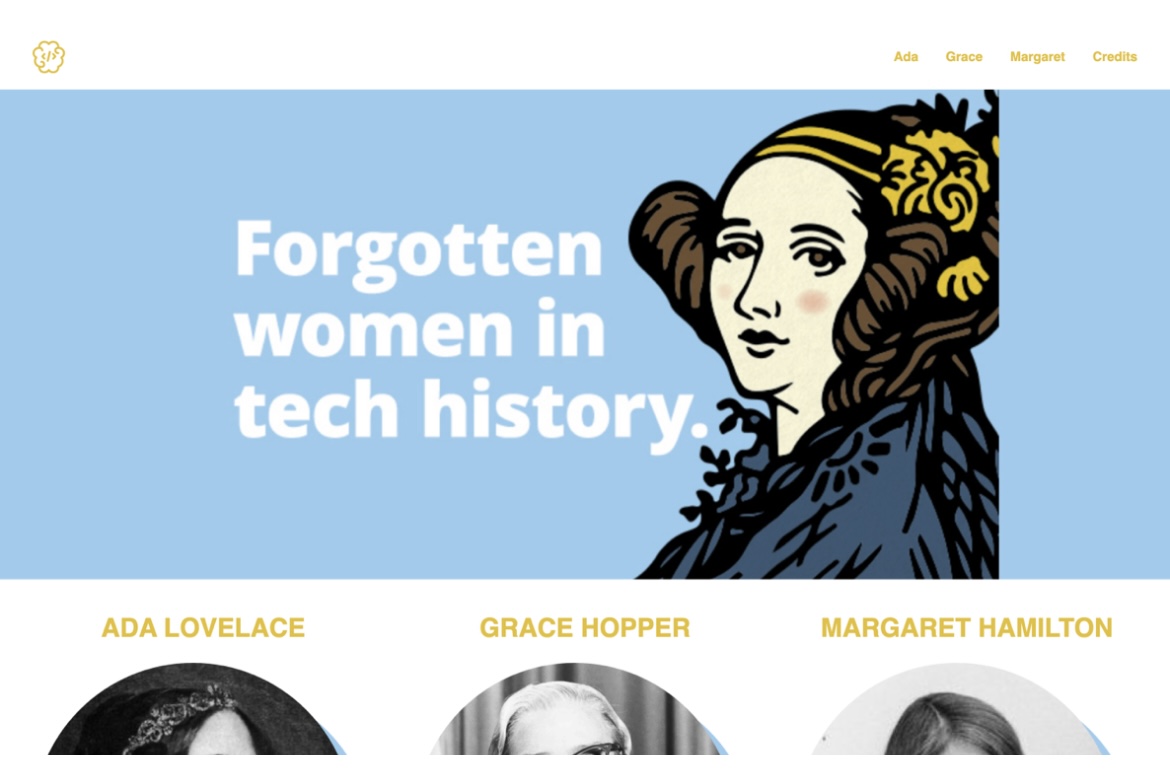 Ada Grace Margaret Credits
Forgotten
women in
tech history.
ADA LOVELACE GRACE HOPPER MARGARET HAMILTON